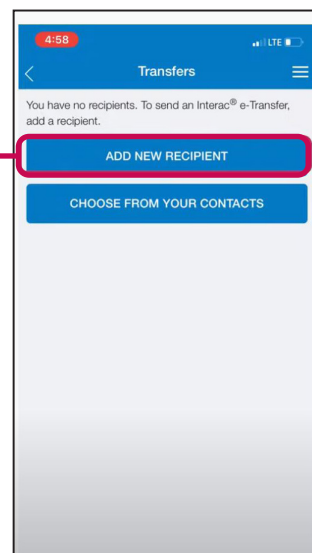 4:58
LTE
Transfers
You have no recipients. To send an Interac® e-Transfer,
add a recipient.
ADD NEW RECIPIENT
CHOOSE FROM YOUR CONTACTS